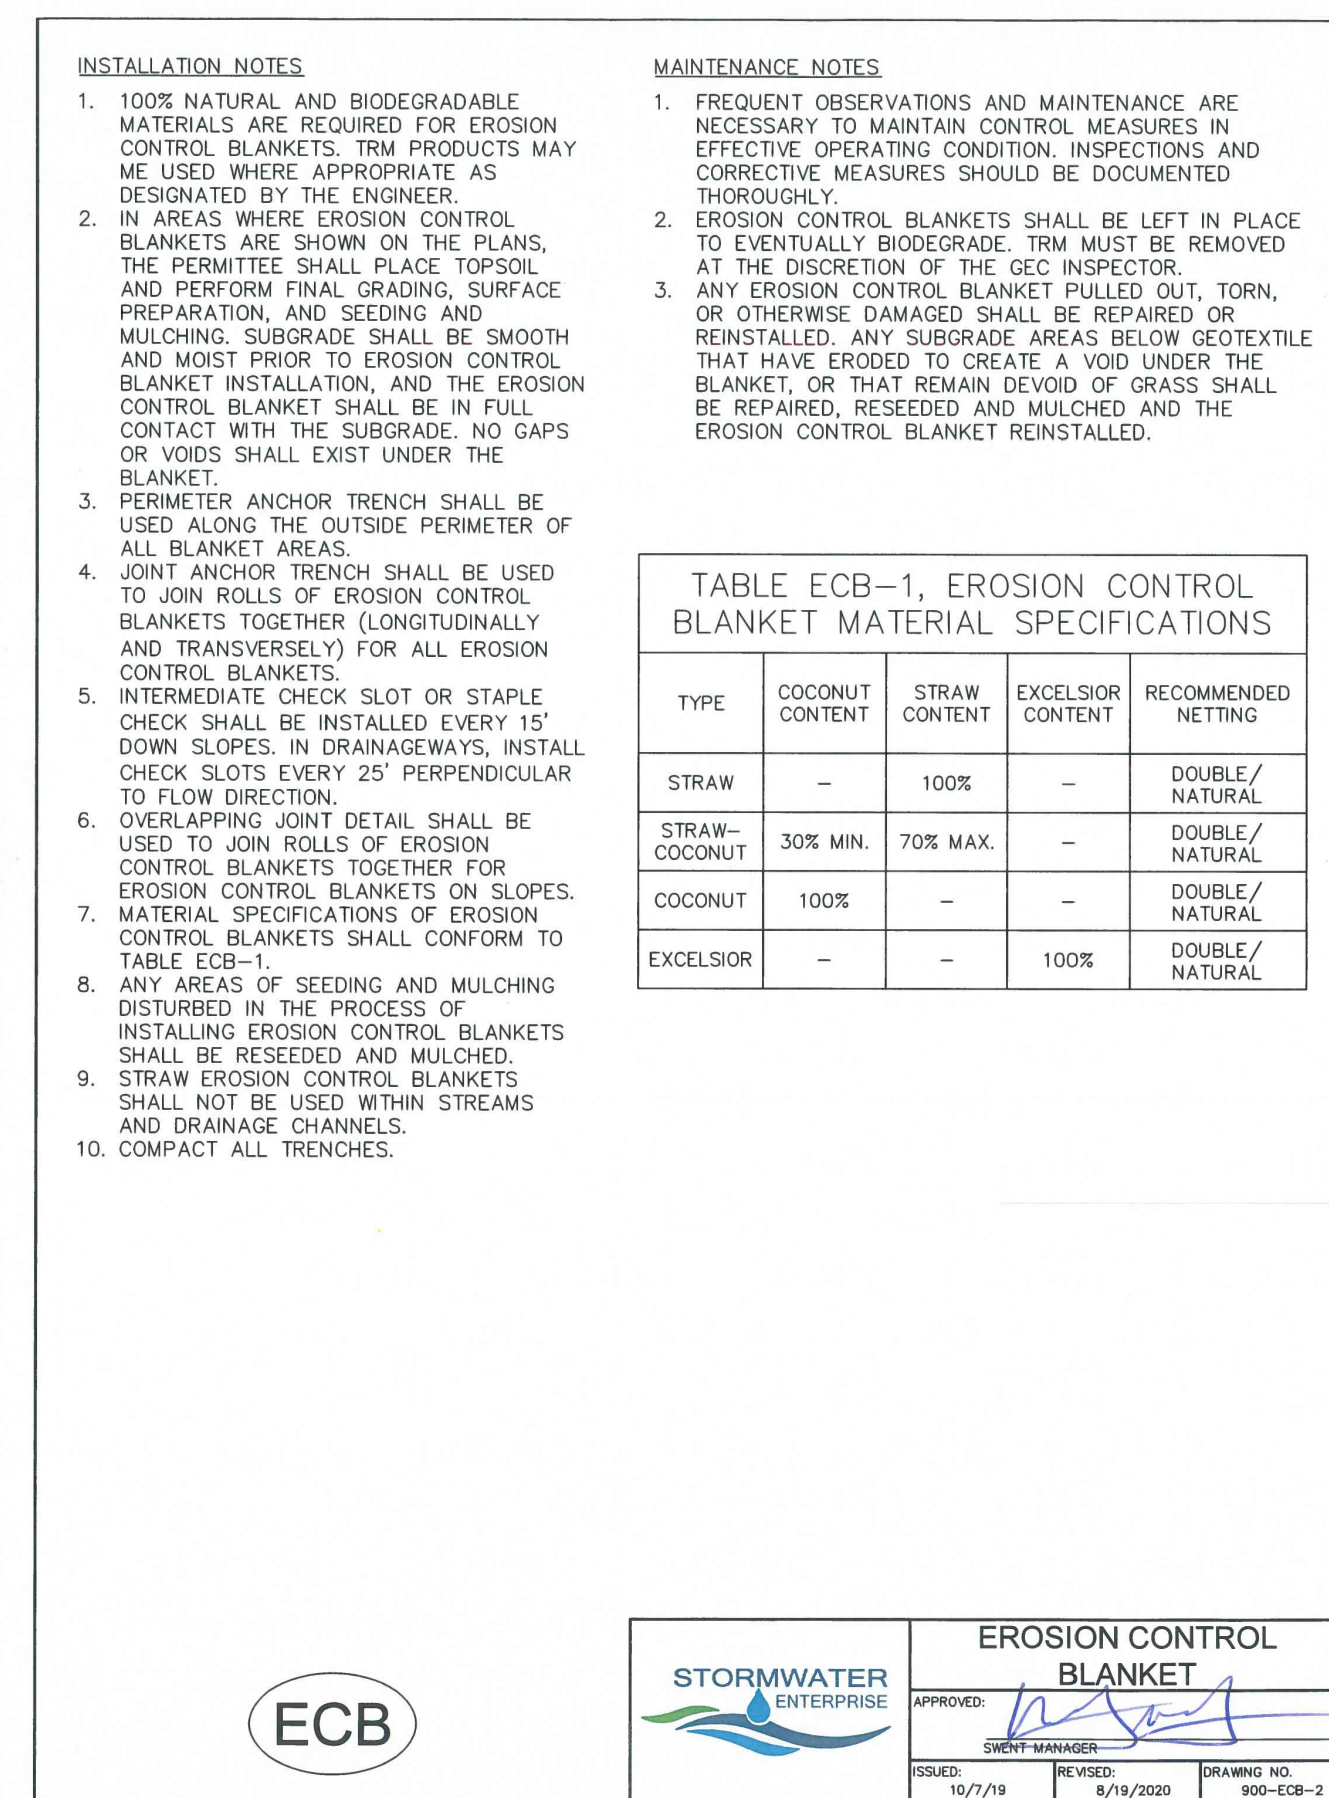 INSTALLATION NOTES
1. 100% NATURAL AND BIODEGRADABLE
MATERIALS ARE REQUIRED FOR EROSION
CONTROL BLANKETS. TRM PRODUCTS MAY
ME USED WHERE APPROPRIATE AS
DESIGNATED BY THE ENGINEER.
2. IN AREAS WHERE EROSION CONTROL
BLANKETS ARE SHOWN ON THE PLANS,
THE PERMITTEE SHALL PLACE TOPSOIL
AND PERFORM FINAL GRADING, SURFACE
PREPARATION, AND SEEDING AND
MULCHING. SUBGRADE SHALL BE SMOOTH
AND MOIST PRIOR TO EROSION CONTROL
BLANKET INSTALLATION, AND THE EROSION
CONTROL BLANKET SHALL BE IN FULL
CONTACT WITH THE SUBGRADE. NO GAPS
OR VOIDS SHALL EXIST UNDER THE
BLANKET.
3. PERIMETER ANCHOR TRENCH SHALL BE
USED ALONG THE OUTSIDE PERIMETER OF
ALL BLANKET AREAS.
4. JOINT ANCHOR TRENCH SHALL BE USED
TO JOIN ROLLS OF EROSION CONTROL
BLANKETS TOGETHER (LONGITUDINALLY
AND TRANSVERSELY) FOR ALL EROSION
CONTROL BLANKETS.
5. INTERMEDIATE CHECK SLOT OR STAPLE
CHECK SHALL BE INSTALLED EVERY 15'
DOWN SLOPES. IN DRAINAGEWAYS, INSTALL
CHECK SLOTS EVERY 25' PERPENDICULAR
TO FLOW DIRECTION.
6. OVERLAPPING JOINT DETAIL SHALL BE
USED TO JOIN ROLLS OF EROSION
CONTROL BLANKETS TOGETHER FOR
EROSION CONTROL BLANKETS ON SLOPES.
7. MATERIAL SPECIFICATIONS OF EROSION
CONTROL BLANKETS SHALL CONFORM TO
TABLE ECB-1.
8. ANY AREAS OF SEEDING AND MULCHING
DISTURBED IN THE PROCESS OF
INSTALLING EROSION CONTROL BLANKETS
SHALL BE RESEEDED AND MULCHED.
9. STRAW EROSION CONTROL BLANKETS
SHALL NOT BE USED WITHIN STREAMS
AND DRAINAGE CHANNELS.
10. COMPACT ALL TRENCHES.
MAINTENANCE NOTES
1. FREQUENT OBSERVATIONS AND MAINTENANCE ARE
NECESSARY TO MAINTAIN CONTROL MEASURES IN
EFFECTIVE OPERATING CONDITION. INSPECTIONS AND
CORRECTIVE MEASURES SHOULD BE DOCUMENTED
THOROUGHLY.
2. EROSION CONTROL BLANKETS SHALL BE LEFT IN PLACE
TO EVENTUALLY BIODEGRADE. TRM MUST BE REMOVED
AT THE DISCRETION OF THE GEC INSPECTOR.
3. ANY EROSION CONTROL BLANKET PULLED OUT, TORN,
OR OTHERWISE DAMAGED SHALL BE REPAIRED OR
REINSTALLED. ANY SUBGRADE AREAS BELOW GEOTEXTILE
THAT HAVE ERODED TO CREATE A VOID UNDER THE
BLANKET, OR THAT REMAIN DEVOID OF GRASS SHALL
BE REPAIRED, RESEEDED AND MULCHED AND THE
EROSION CONTROL BLANKET REINSTALLED.
TABLE ECB-1, EROSION CONTROL
BLANKET MATERIAL SPECIFICATIONS
TYPE COCONUT CONTENT STRAW CONTENT EXCELSIOR CONTENT RECOMMENDED NETTING
STRAW - 100% - DOUBLE/ NATURAL
STRAW-COCONUT 30% MIN. 70% MAX. - DOUBLE/ NATURAL
COCONUT 100% - - DOUBLE/ NATURAL
EXCELSIOR - - 100% DOUBLE/ NATURAL
ECB
STORMWATER
ENTERPRISE
EROSION CONTROL
BLANKET
APPROVED:
SWENT MANAGER
ISSUED: 10/7/19
REVISED: 8/19/2020
DRAWING NO. 900-ECB-2